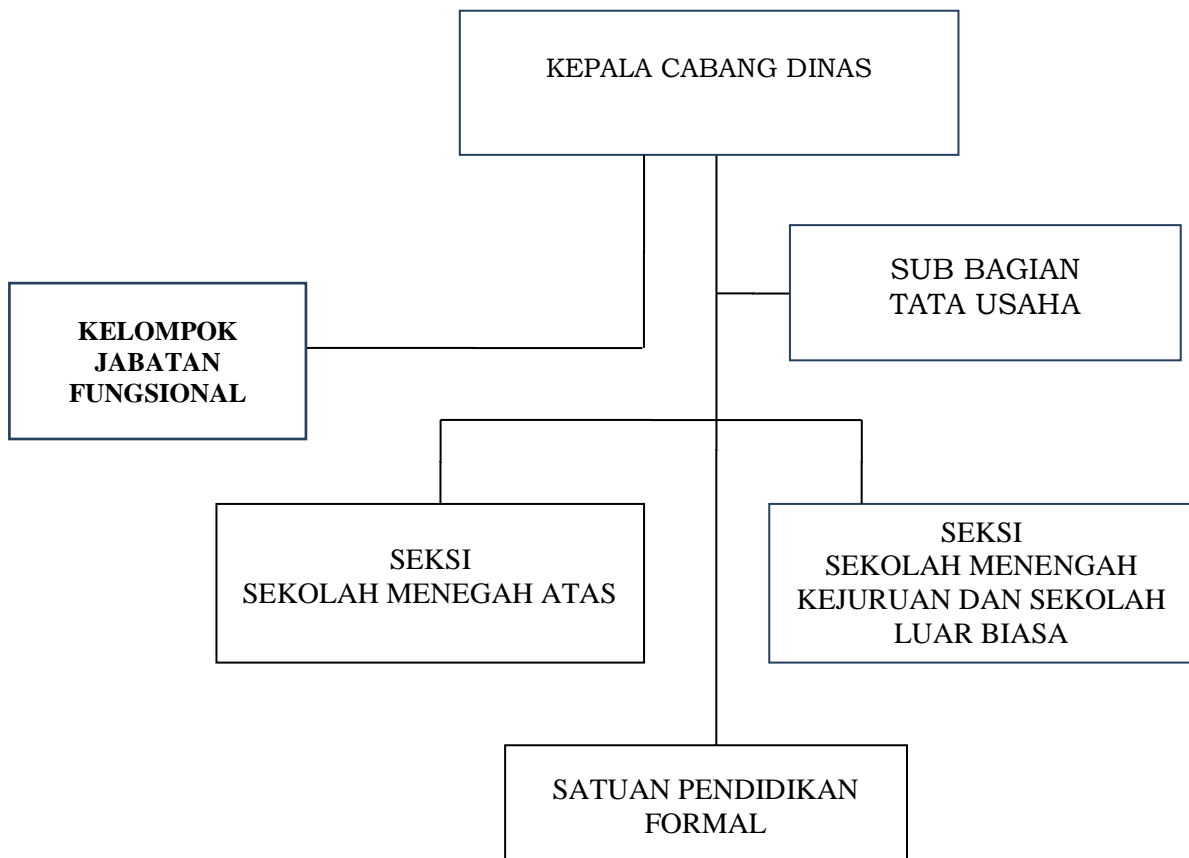 KEPALA CABANG DINAS
SUB BAGIAN
TATA USAHA
KELOMPOK
JABATAN
FUNGSIONAL
SEKSI
SEKOLAH MENEGAH ATAS
SEKSI
SEKOLAH MENENGAH
KEJURUAN DAN SEKOLAH
LUAR BIASA
SATUAN PENDIDIKAN
FORMAL